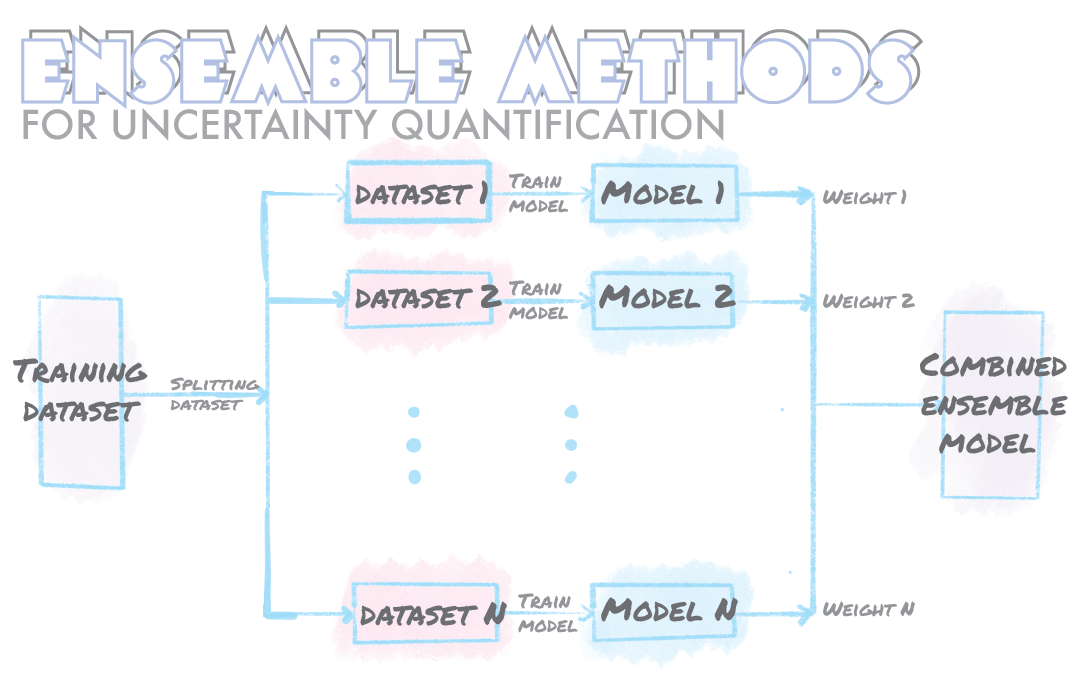 ENSEMBLE METHODS
FOR UNCERTAINTY QUANTIFICATION
DATASET 1
TRAIN
MODEL
MODEL 1
WEIGHT 1
DATASET 2
TRAIN
MODEL
MODEL 2
WEIGHT 2
TRAINING
DATASET
SPLITTING
DATASET
COMBINED
ENSEMBLE
MODEL
DATASET N
TRAIN
MODEL
MODEL N
WEIGHT N